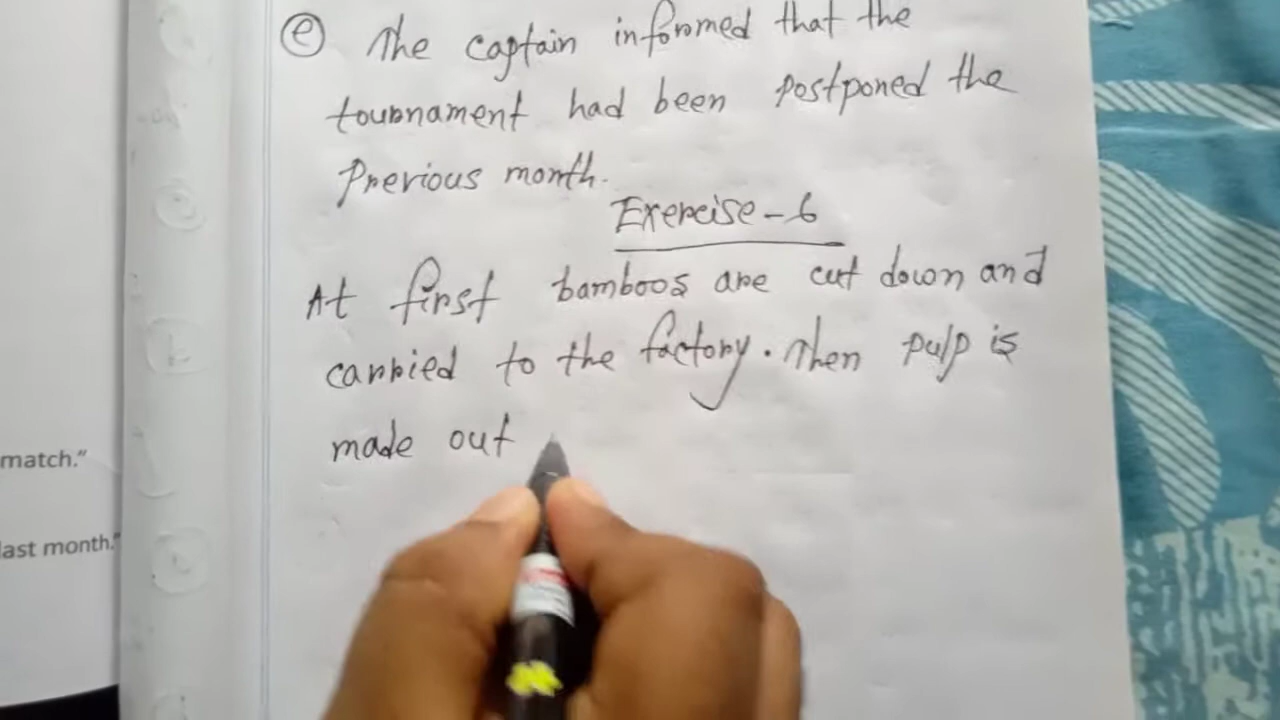 match.”
last month.”
ⓔ The captain informed that the
tournament had been postponed the
Previous month.
Exercise-6
At first bamboos are cut down and
carried to the factory. Then pulp is
made out